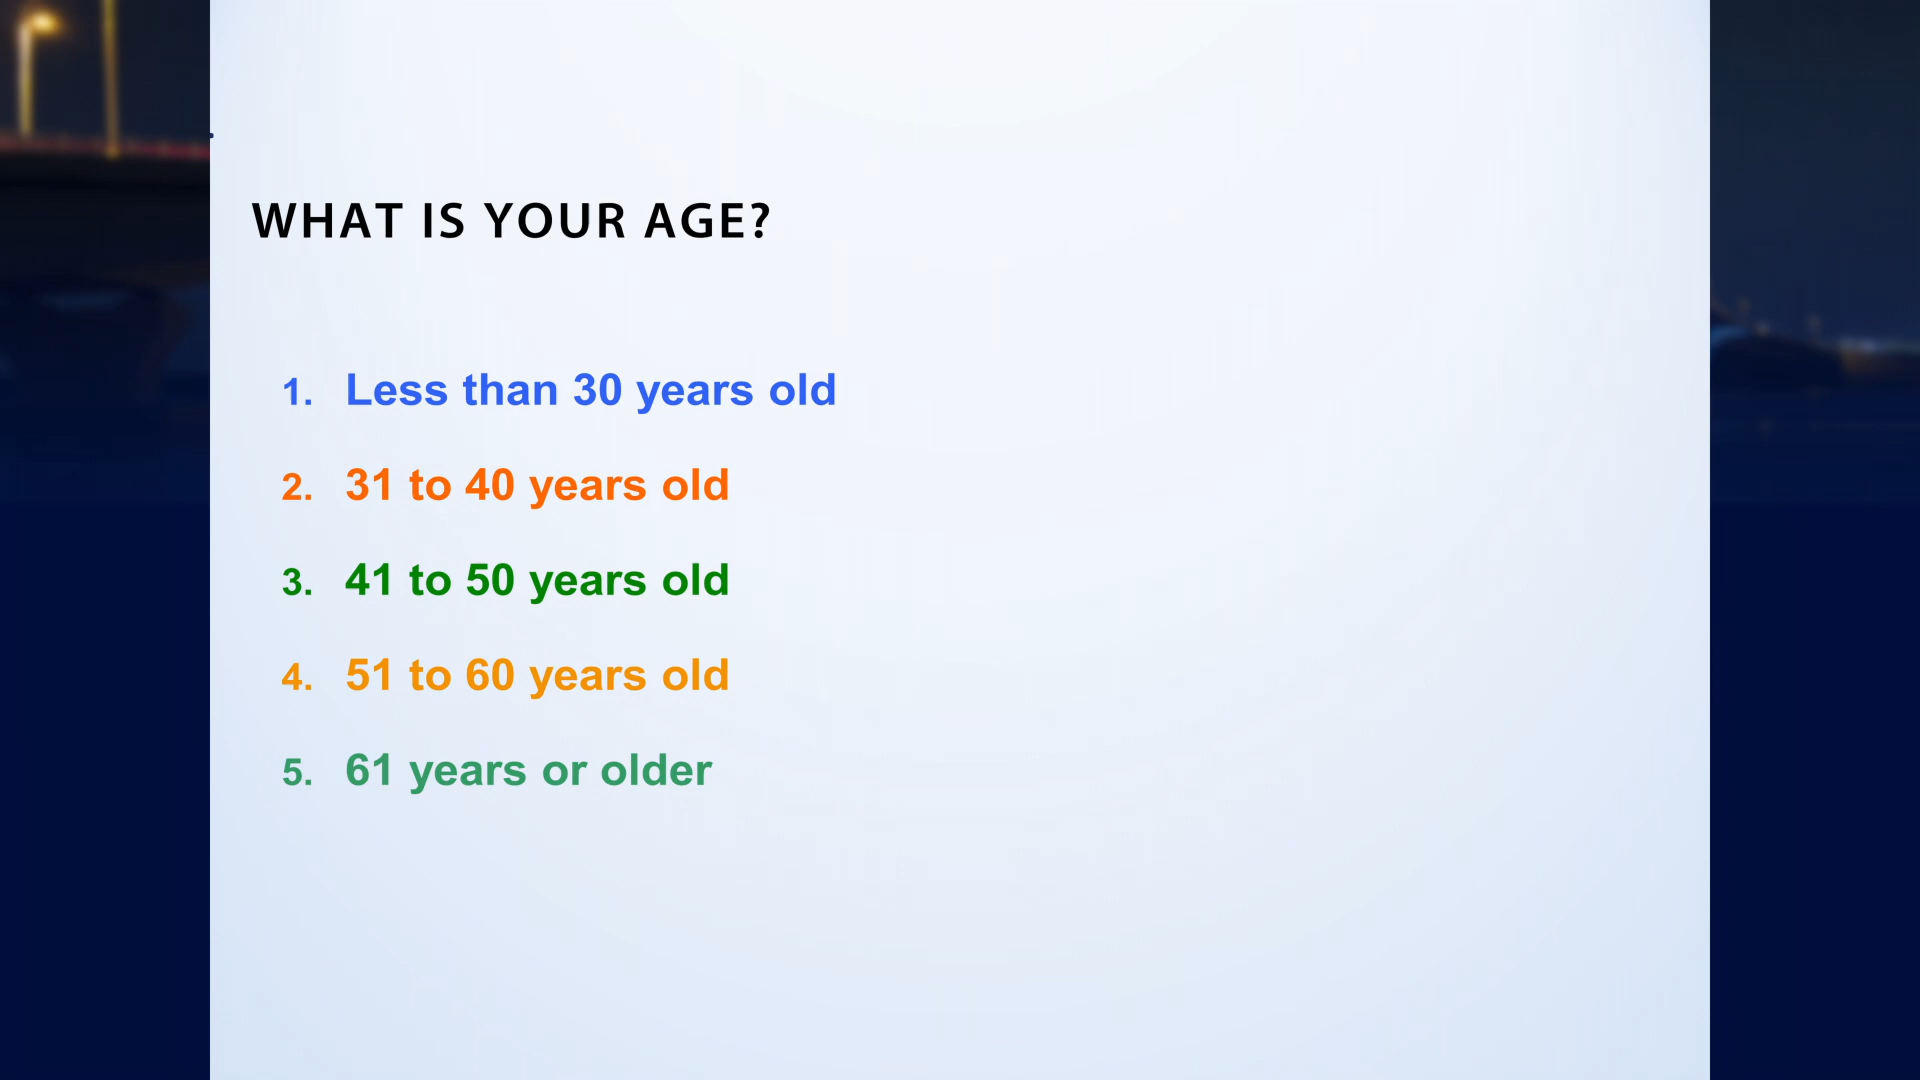 WHAT IS YOUR AGE?
1. Less than 30 years old
2. 31 to 40 years old
3. 41 to 50 years old
4. 51 to 60 years old
5. 61 years or older